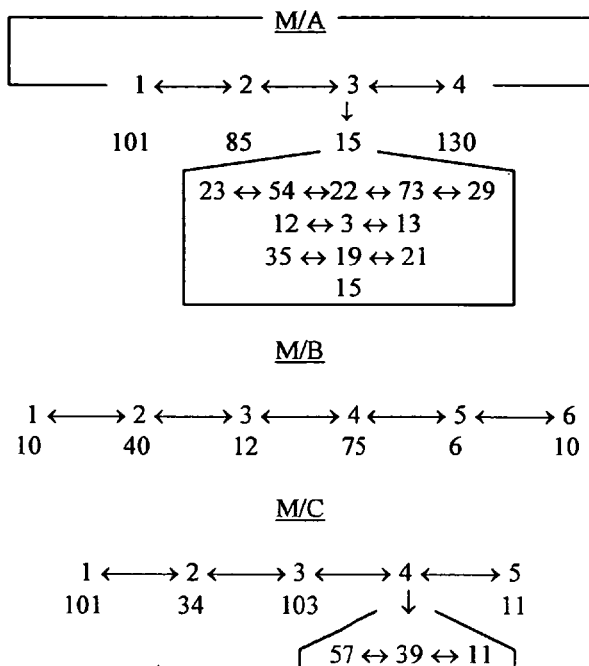 M/A
1 ⟷ 2 ⟷ 3 ⟷ 4
↓
101 85 15 130
23 ↔ 54 ↔ 22 ↔ 73 ↔ 29
12 ↔ 3 ↔ 13
35 ↔ 19 ↔ 21
15
M/B
1 ⟷ 2 ⟷ 3 ⟷ 4 ⟷ 5 ⟷ 6
10 40 12 75 6 10
M/C
1 ⟷ 2 ⟷ 3 ⟷ 4 ⟷ 5
101 34 103 ↓ 11
57 ↔ 39 ↔ 11